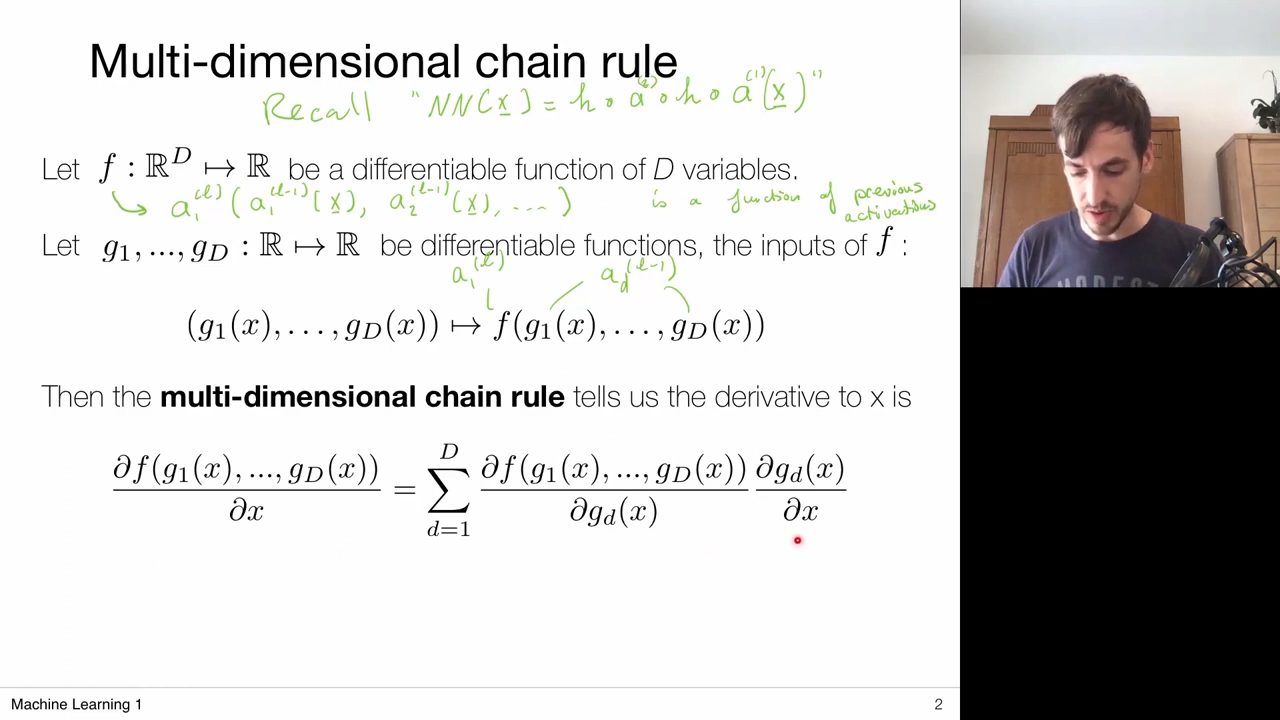 Multi-dimensional chain rule
Recall "NN(x) = h ∘ a^(2) ∘ h ∘ a^(1)(x)"
Let f : ℝ^D ↦ ℝ be a differentiable function of D variables.
↳ a_1^(l) (a_1^(l-1)(x), a_2^(l-1)(x), ....) is a function of previous activations
Let g_1, ..., g_D : ℝ ↦ ℝ be differentiable functions, the inputs of f :
a_1^(l) a_d^(l-1)
(g_1(x), . . . , g_D(x)) ↦ f(g_1(x), . . . , g_D(x))
Then the multi-dimensional chain rule tells us the derivative to x is
∂f(g_1(x), ..., g_D(x)) / ∂x = ∑_{d=1}^{D} ∂f(g_1(x), ..., g_D(x)) / ∂g_d(x) ∂g_d(x) / ∂x
Machine Learning 1
2